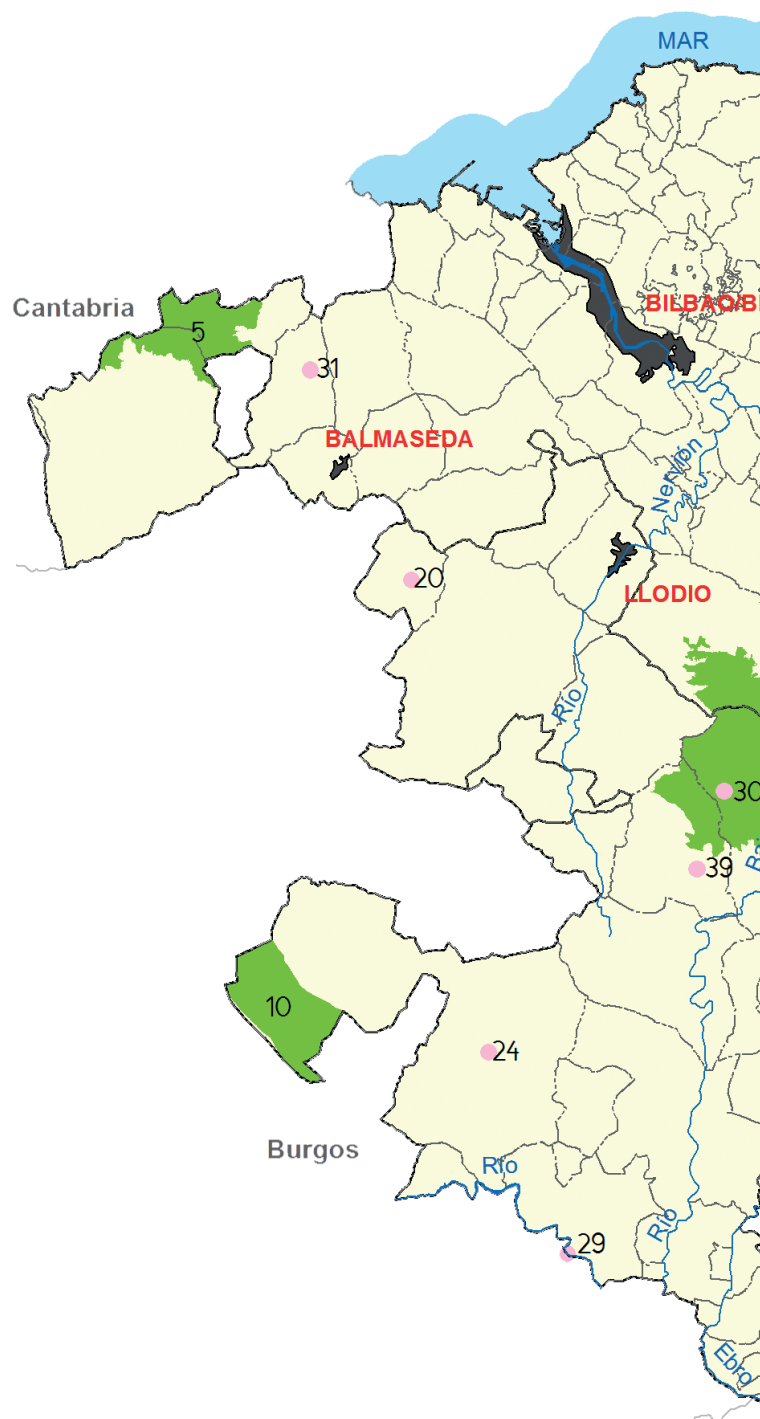 MAR
Cantabria
5
BILBAO/BI
31
BALMASEDA
Nervión
20
LLODIO
Río
30
39
10
24
Burgos
Río
Río
29
Ebro